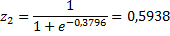 z₂ = 1 / (1 + e^(−0,3796)) = 0,5938